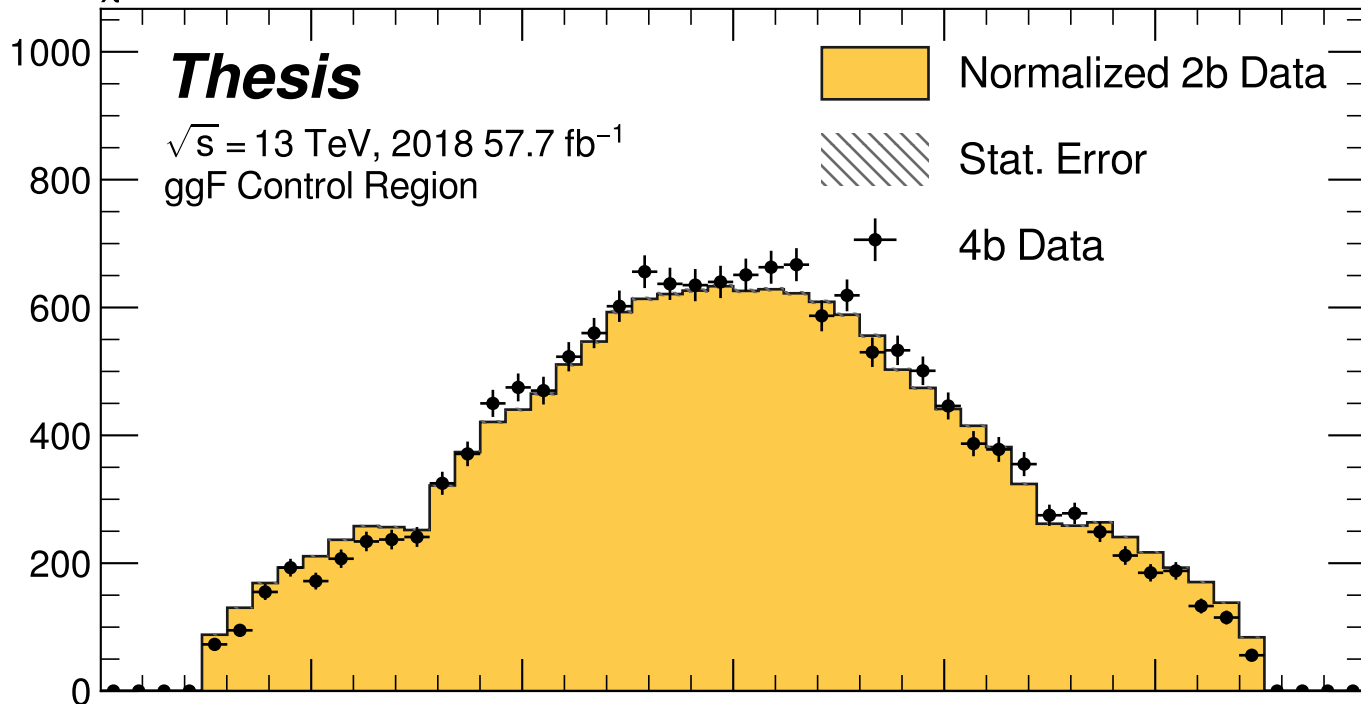 1000
800
600
400
200
0
Thesis
√s = 13 TeV, 2018 57.7 fb⁻¹
ggF Control Region
Normalized 2b Data
Stat. Error
4b Data